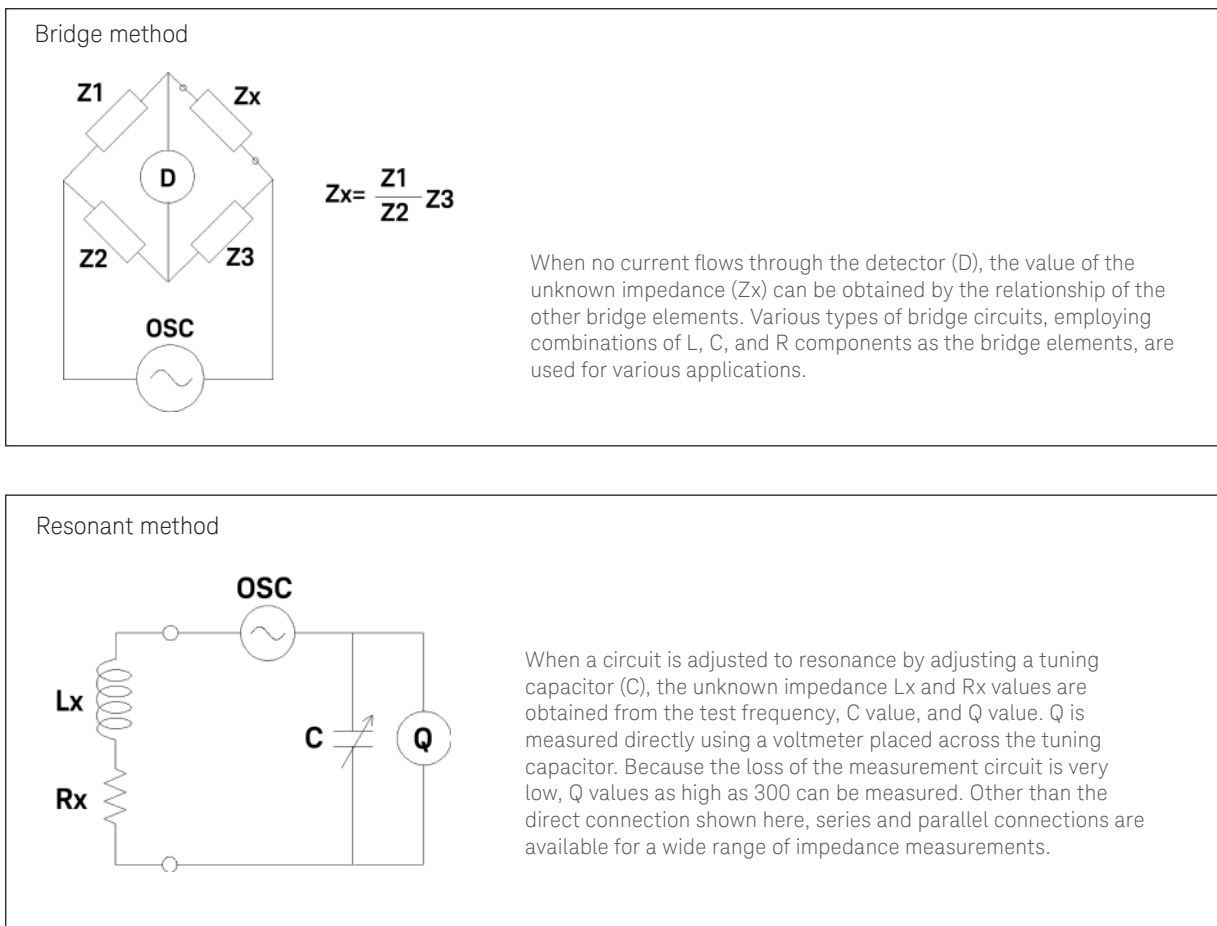 Bridge method
Z1
Zx
D
Zx= Z1/Z2 Z3
Z2
Z3
OSC
When no current flows through the detector (D), the value of the
unknown impedance (Zx) can be obtained by the relationship of the
other bridge elements. Various types of bridge circuits, employing
combinations of L, C, and R components as the bridge elements, are
used for various applications.
Resonant method
OSC
Lx
C
Q
Rx
When a circuit is adjusted to resonance by adjusting a tuning
capacitor (C), the unknown impedance Lx and Rx values are
obtained from the test frequency, C value, and Q value. Q is
measured directly using a voltmeter placed across the tuning
capacitor. Because the loss of the measurement circuit is very
low, Q values as high as 300 can be measured. Other than the
direct connection shown here, series and parallel connections are
available for a wide range of impedance measurements.